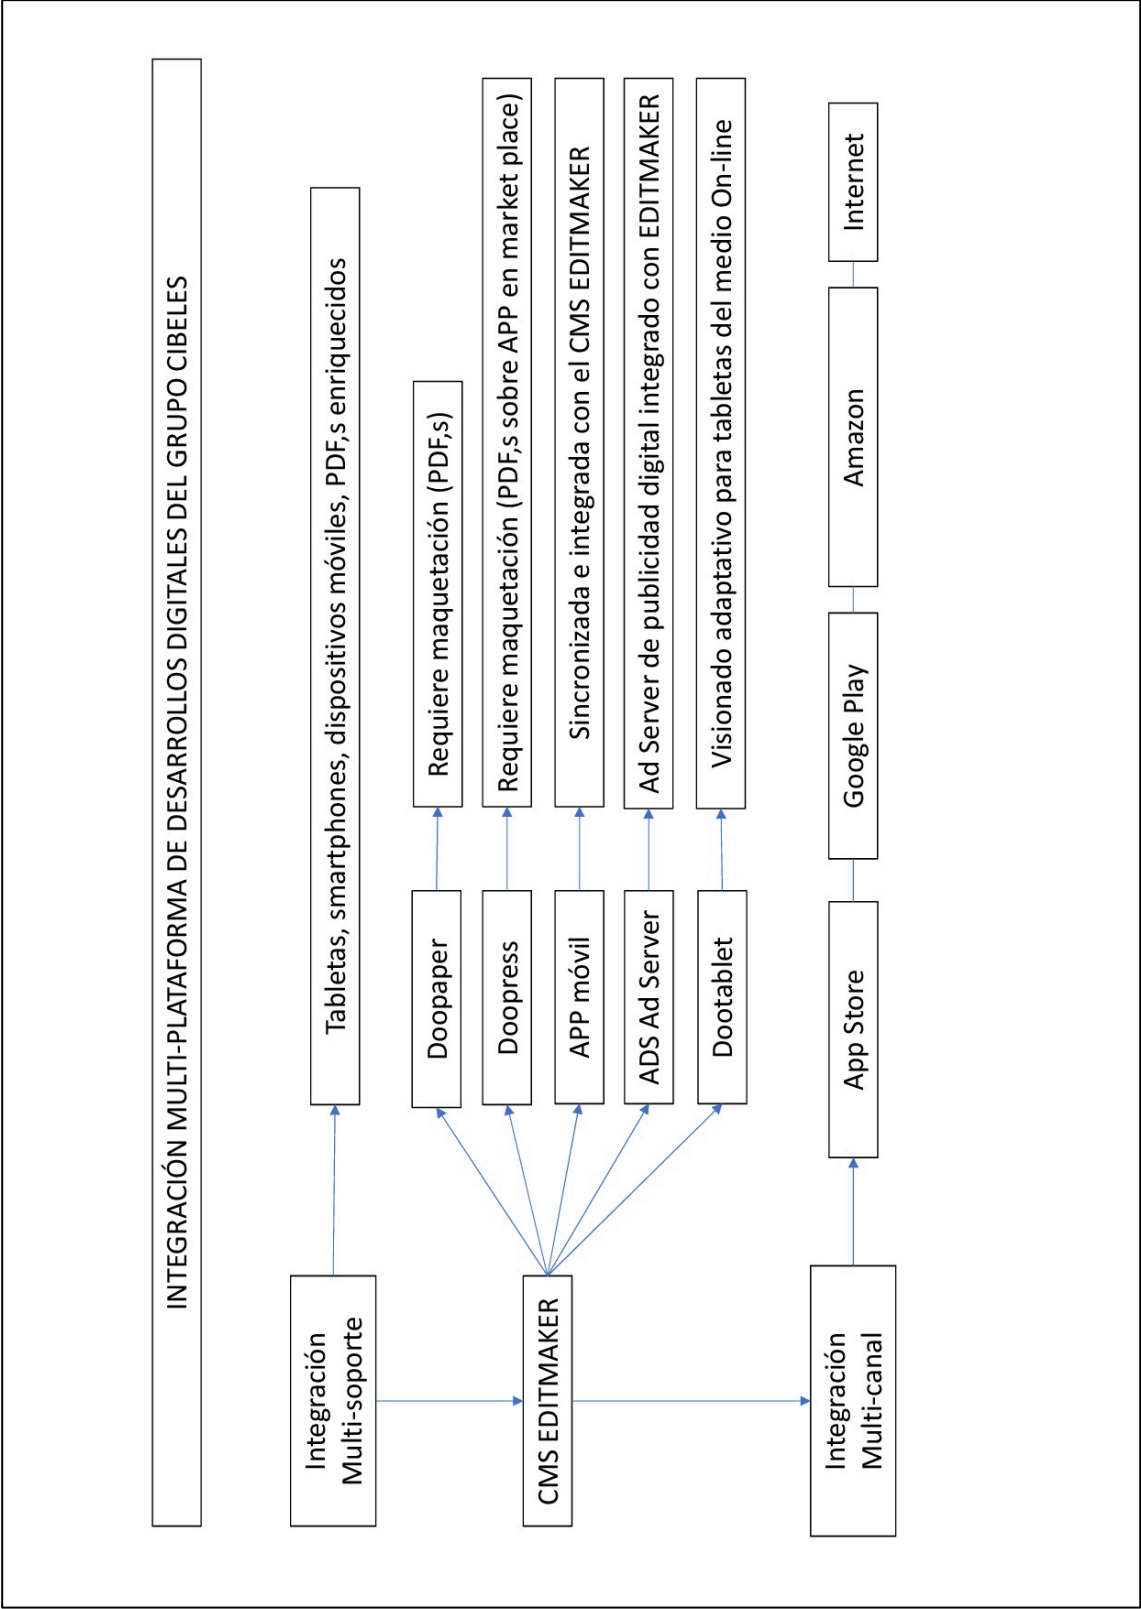 INTEGRACIÓN MULTI-PLATAFORMA DE DESARROLLOS DIGITALES DEL GRUPO CIBELES
Integración
Multi-soporte
Tabletas, smartphones, dispositivos móviles, PDF,s enriquecidos
CMS EDITMAKER
Doopaper
Requiere maquetación (PDF,s)
Doopress
Requiere maquetación (PDF,s sobre APP en market place)
APP móvil
Sincronizada e integrada con el CMS EDITMAKER
ADS Ad Server
Ad Server de publicidad digital integrado con EDITMAKER
Dootablet
Visionado adaptativo para tabletas del medio On-line
Integración
Multi-canal
App Store
Google Play
Amazon
Internet